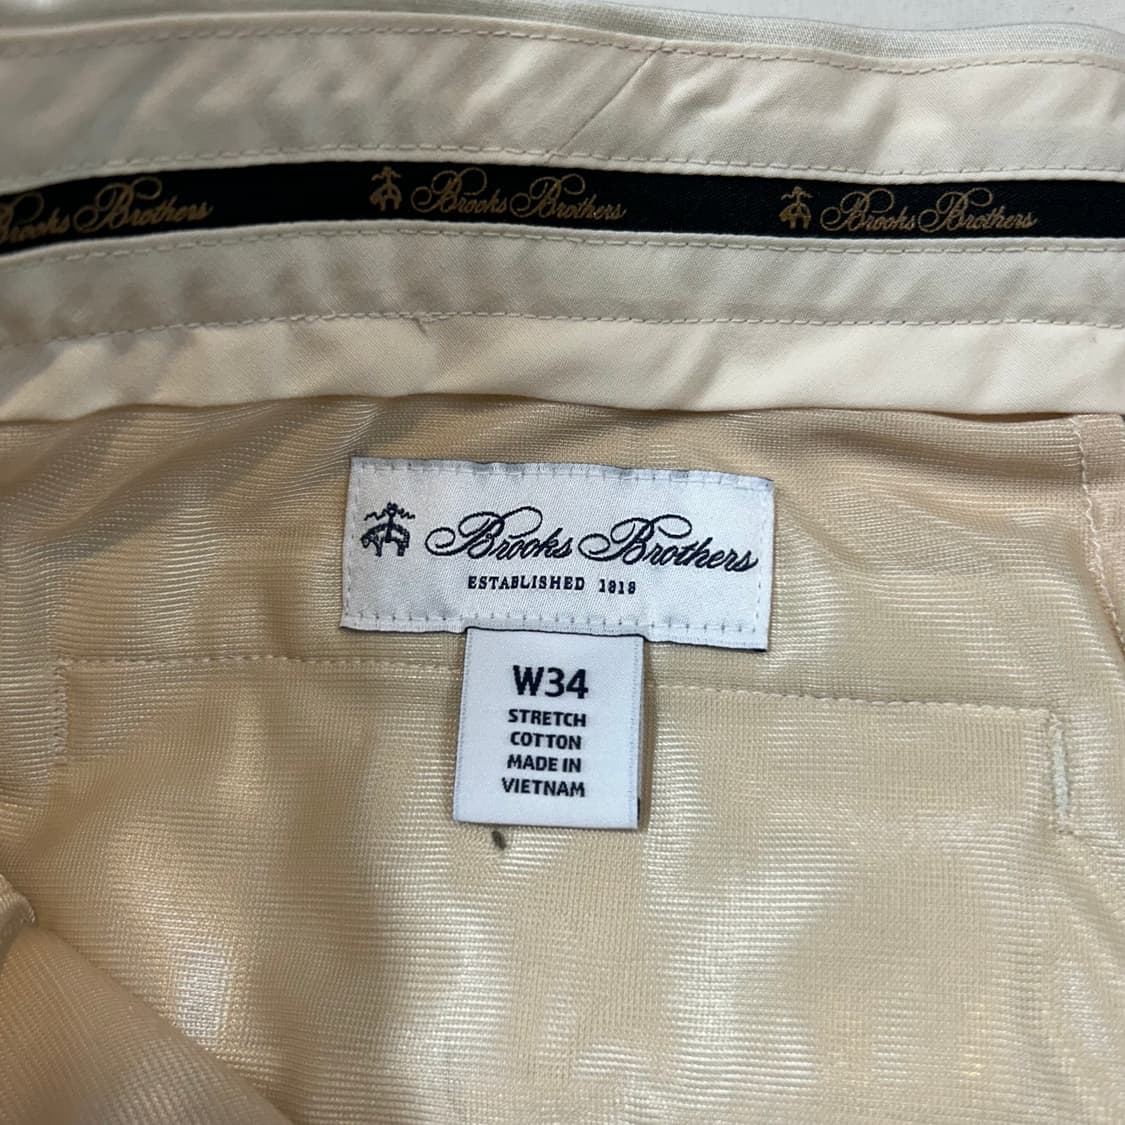 Brooks Brothers Brooks Brothers Brooks Brothers
Brooks Brothers
ESTABLISHED 1818
W34
STRETCH
COTTON
MADE IN
VIETNAM